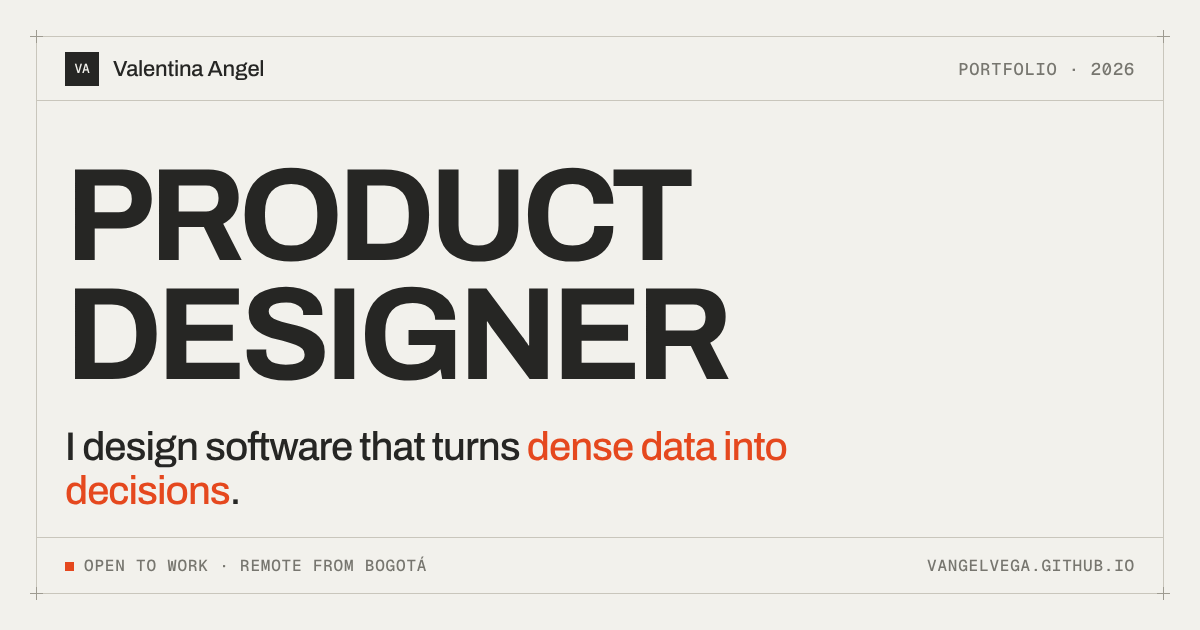 VA
Valentina Angel
PORTFOLIO · 2026
PRODUCT
DESIGNER
I design software that turns dense data into
decisions.
OPEN TO WORK · REMOTE FROM BOGOTÁ
VANGELVEGA.GITHUB.IO